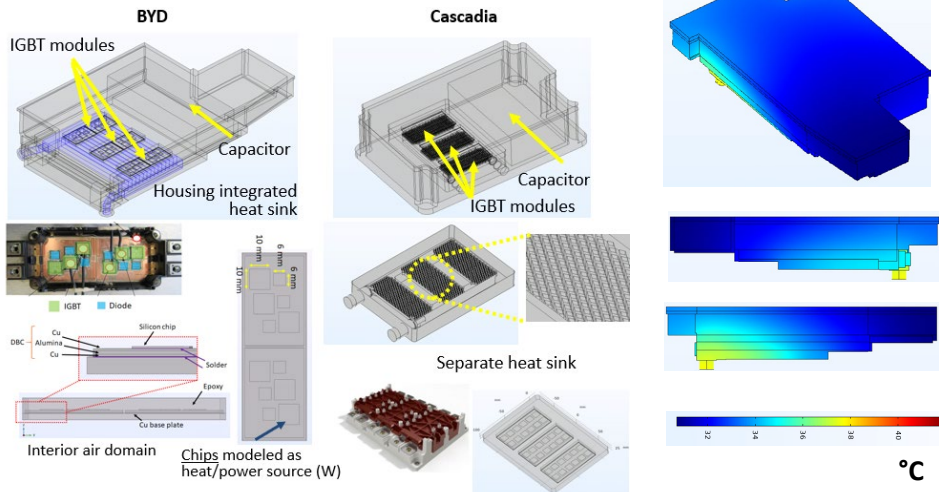 BYD
IGBT modules
Capacitor
Housing integrated
heat sink
10 mm
6 mm
10 mm
6 mm
IGBT
Diode
Silicon chip
Cu
DBC
Alumina
Cu
Solder
Epoxy
Cu base plate
Interior air domain
Chips modeled as
heat/power source (W)
Cascadia
Capacitor
IGBT modules
Separate heat sink
32
34
36
38
40
°C